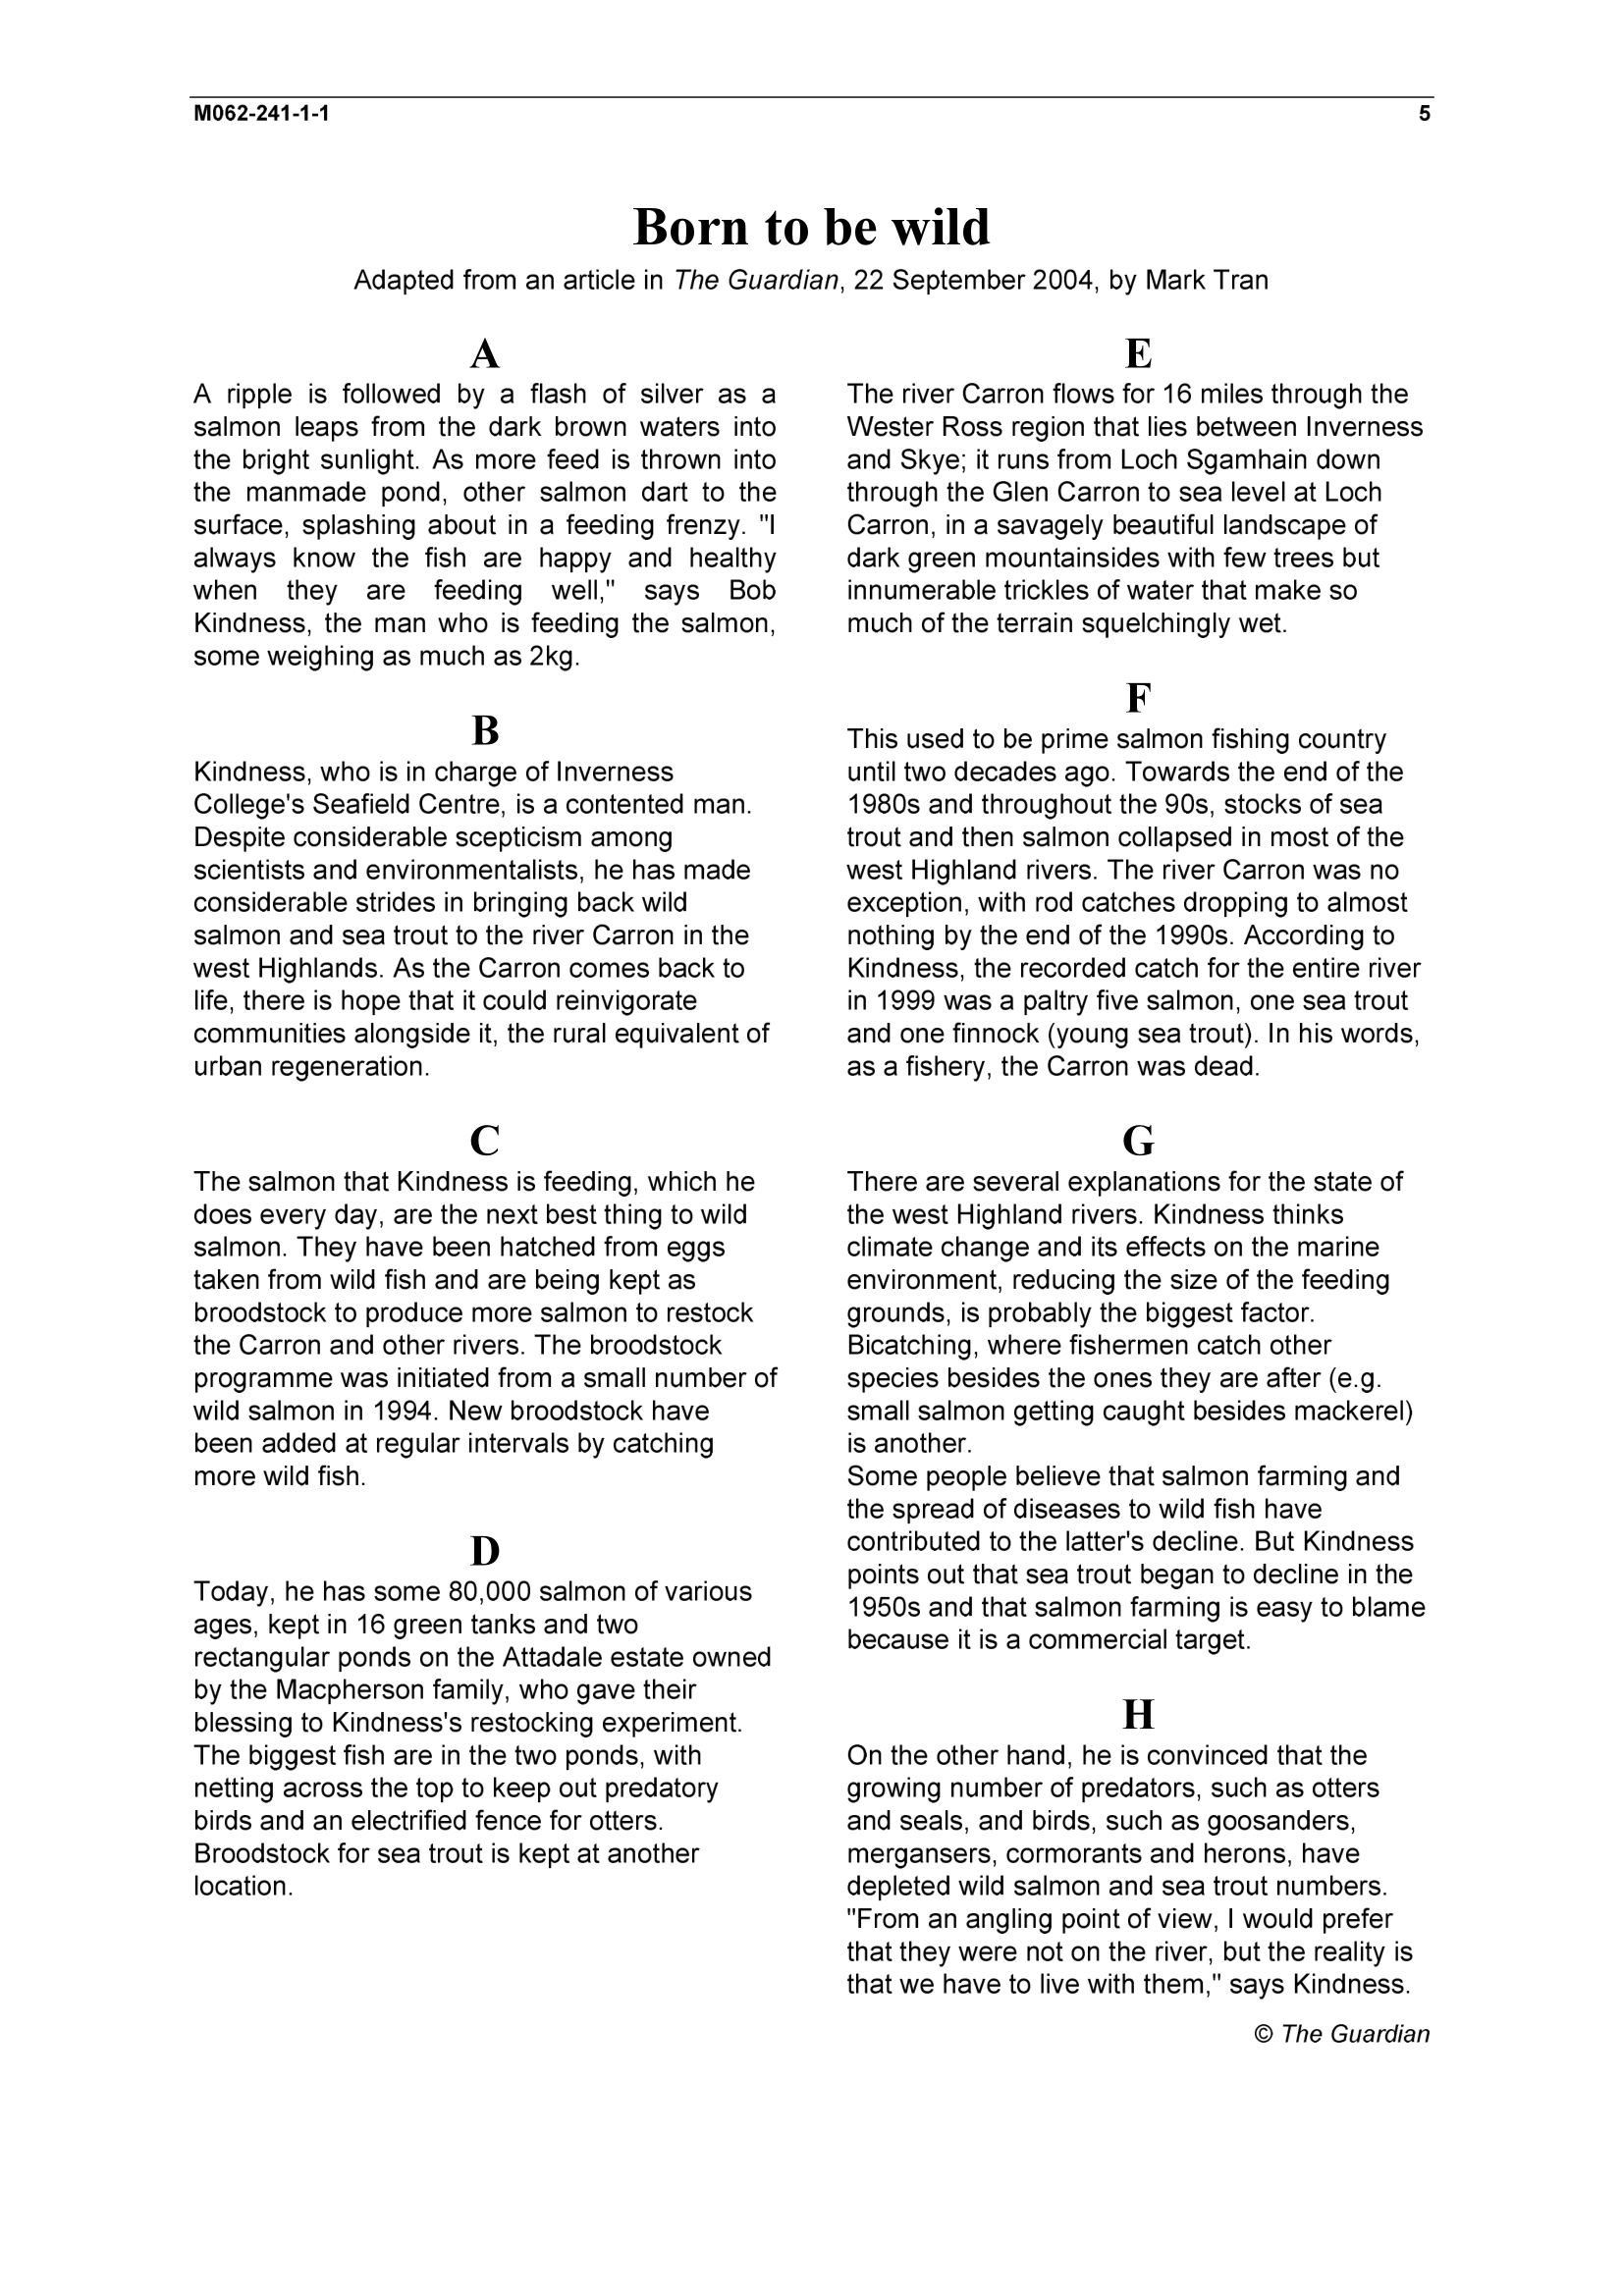 M062-241-1-1 5
Born to be wild
Adapted from an article in The Guardian, 22 September 2004, by Mark Tran
A
A ripple is followed by a flash of silver as a
salmon leaps from the dark brown waters into
the bright sunlight. As more feed is thrown into
the manmade pond, other salmon dart to the
surface, splashing about in a feeding frenzy. "I
always know the fish are happy and healthy
when they are feeding well," says Bob
Kindness, the man who is feeding the salmon,
some weighing as much as 2kg.
B
Kindness, who is in charge of Inverness
College's Seafield Centre, is a contented man.
Despite considerable scepticism among
scientists and environmentalists, he has made
considerable strides in bringing back wild
salmon and sea trout to the river Carron in the
west Highlands. As the Carron comes back to
life, there is hope that it could reinvigorate
communities alongside it, the rural equivalent of
urban regeneration.
C
The salmon that Kindness is feeding, which he
does every day, are the next best thing to wild
salmon. They have been hatched from eggs
taken from wild fish and are being kept as
broodstock to produce more salmon to restock
the Carron and other rivers. The broodstock
programme was initiated from a small number of
wild salmon in 1994. New broodstock have
been added at regular intervals by catching
more wild fish.
D
Today, he has some 80,000 salmon of various
ages, kept in 16 green tanks and two
rectangular ponds on the Attadale estate owned
by the Macpherson family, who gave their
blessing to Kindness's restocking experiment.
The biggest fish are in the two ponds, with
netting across the top to keep out predatory
birds and an electrified fence for otters.
Broodstock for sea trout is kept at another
location.
E
The river Carron flows for 16 miles through the
Wester Ross region that lies between Inverness
and Skye; it runs from Loch Sgamhain down
through the Glen Carron to sea level at Loch
Carron, in a savagely beautiful landscape of
dark green mountainsides with few trees but
innumerable trickles of water that make so
much of the terrain squelchingly wet.
F
This used to be prime salmon fishing country
until two decades ago. Towards the end of the
1980s and throughout the 90s, stocks of sea
trout and then salmon collapsed in most of the
west Highland rivers. The river Carron was no
exception, with rod catches dropping to almost
nothing by the end of the 1990s. According to
Kindness, the recorded catch for the entire river
in 1999 was a paltry five salmon, one sea trout
and one finnock (young sea trout). In his words,
as a fishery, the Carron was dead.
G
There are several explanations for the state of
the west Highland rivers. Kindness thinks
climate change and its effects on the marine
environment, reducing the size of the feeding
grounds, is probably the biggest factor.
Bicatching, where fishermen catch other
species besides the ones they are after (e.g.
small salmon getting caught besides mackerel)
is another.
Some people believe that salmon farming and
the spread of diseases to wild fish have
contributed to the latter's decline. But Kindness
points out that sea trout began to decline in the
1950s and that salmon farming is easy to blame
because it is a commercial target.
H
On the other hand, he is convinced that the
growing number of predators, such as otters
and seals, and birds, such as goosanders,
mergansers, cormorants and herons, have
depleted wild salmon and sea trout numbers.
"From an angling point of view, I would prefer
that they were not on the river, but the reality is
that we have to live with them," says Kindness.
© The Guardian